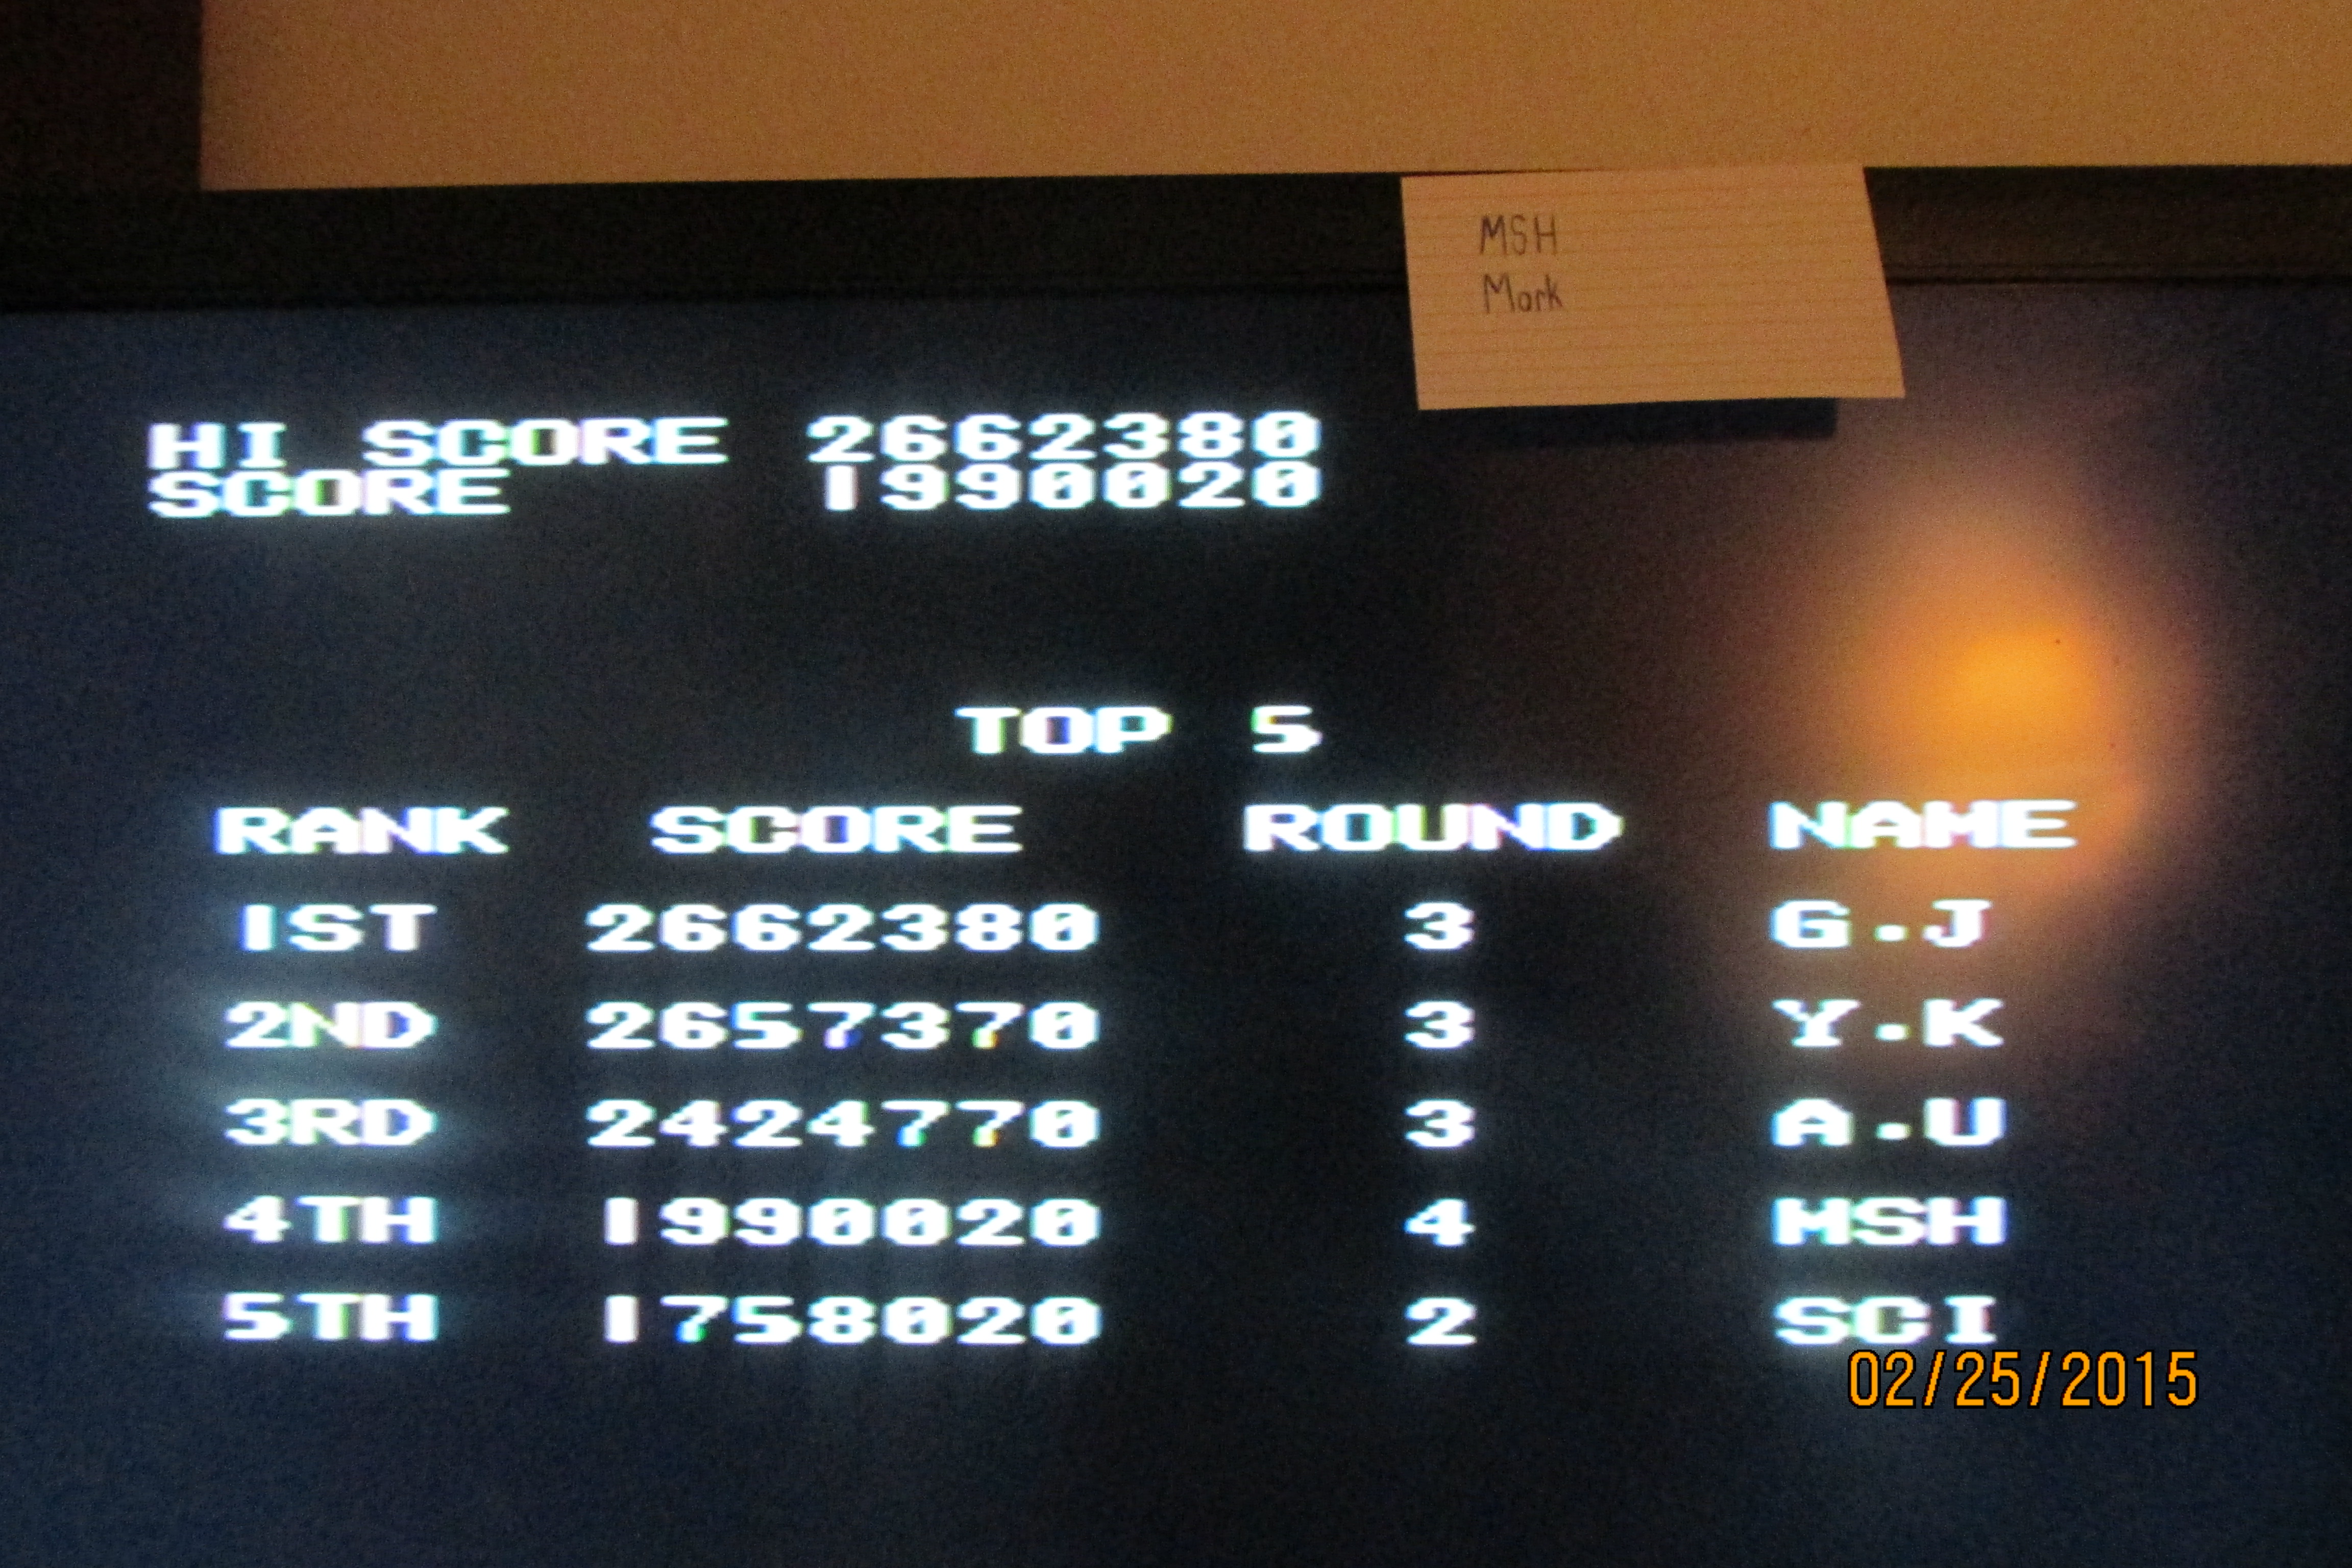 MSH
Mark
HI SCORE 2662380
SCORE 1990020
TOP 5
RANK SCORE ROUND NAME
1ST 2662380 3 G.J
2ND 2657370 3 Y.K
3RD 2424770 3 A.U
4TH 1990020 4 MSH
5TH 1758020 2 SCI
02/25/2015